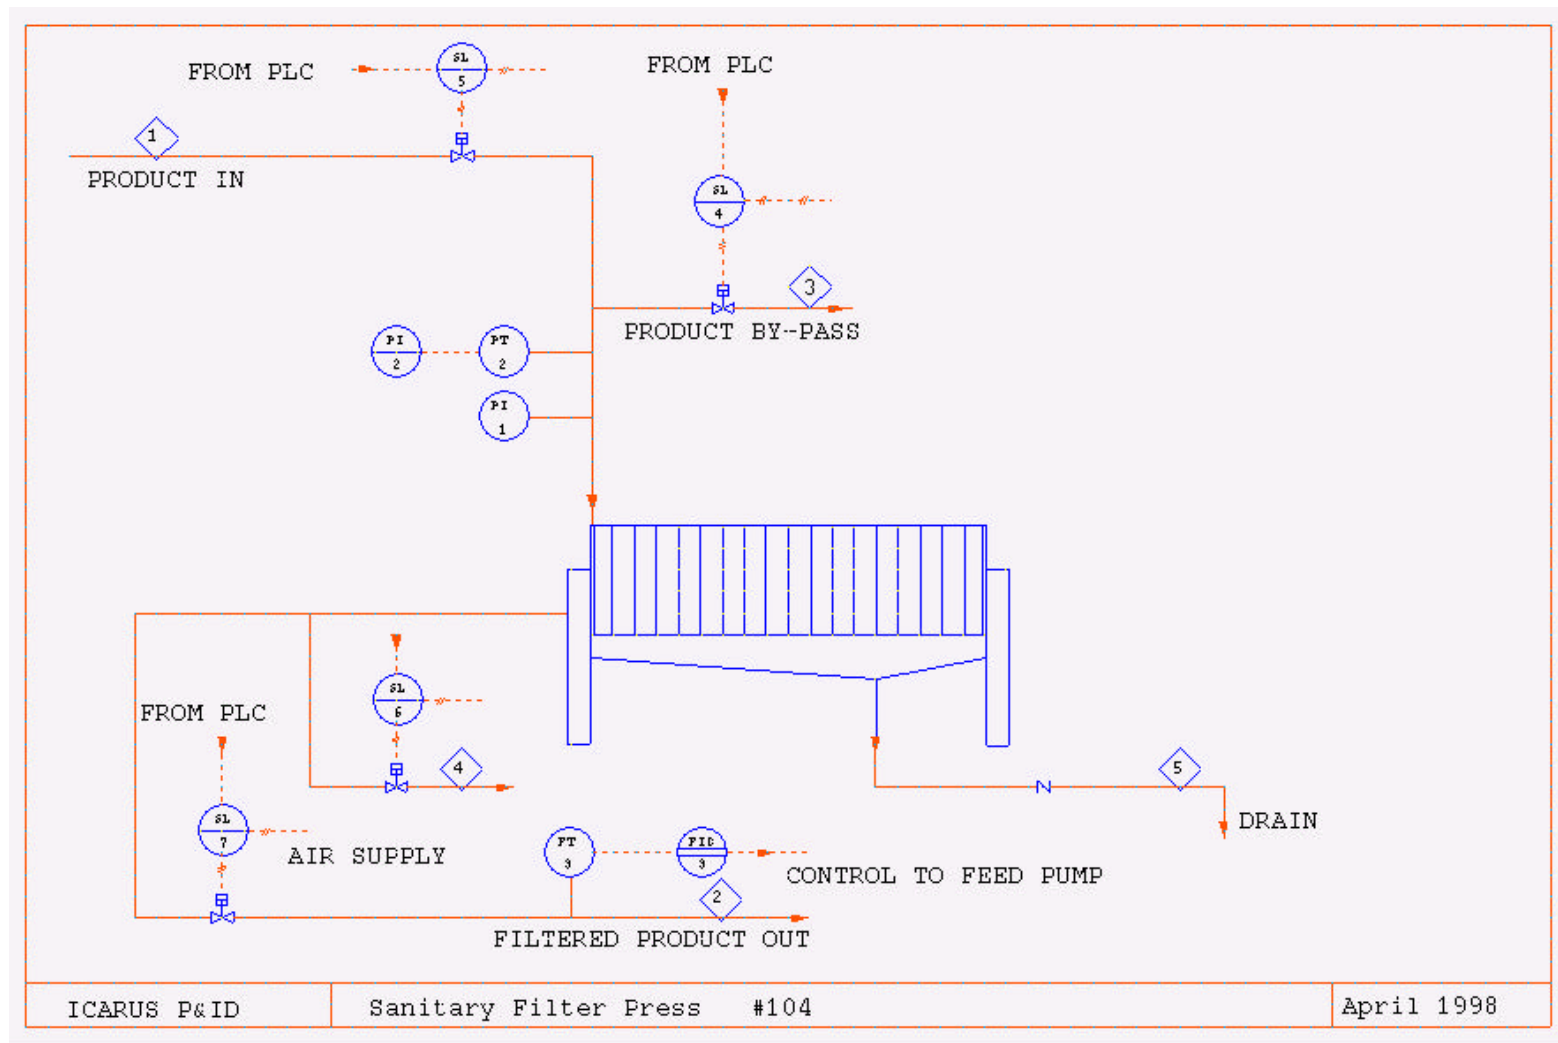 FROM PLC
SL
5
FROM PLC
1
PRODUCT IN
SL
4
3
PRODUCT BY--PASS
PI
2
PT
2
PI
1
SL
6
FROM PLC
4
5
SL
7
DRAIN
AIR SUPPLY
3
3
CONTROL TO FEED PUMP
2
FILTERED PRODUCT OUT
ICARUS P&ID
Sanitary Filter Press #104
April 1998